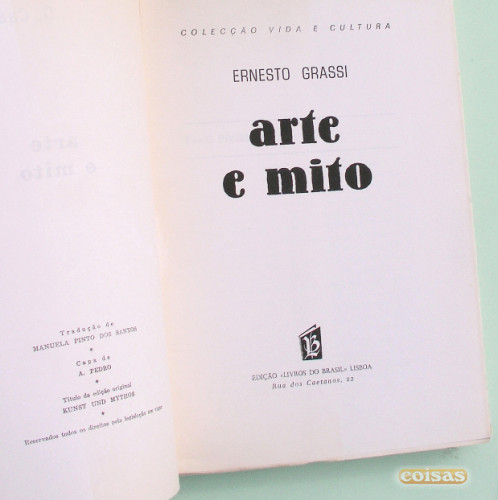 Tradução de
MANUELA PINTO DOS SANTOS
*
Capa de
A. PEDRO
*
Título da edição original
KUNST UND MYTHOS
*
Reservados todos os direitos pela legislação em vigor
COLECÇÃO VIDA E CULTURA
ERNESTO GRASSI
arte
e mito
EDIÇÃO «LIVROS DO BRASIL» LISBOA
Rua dos Caetanos, 22
coisas